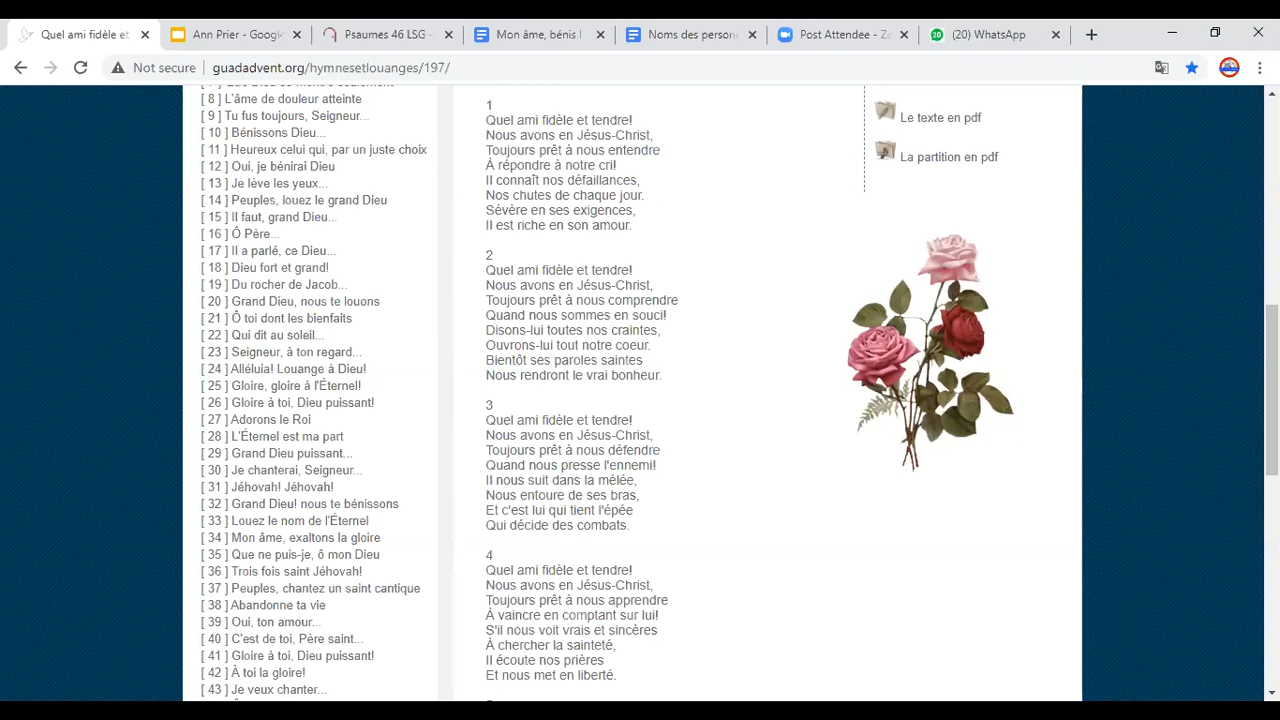 Quel ami fidèle et
Ann Prier - Google
Psaumes 46 LSG -
Mon âme, bénis l
Noms des person
Post Attendee - Zo
(20) WhatsApp
Not secure
guadadvent.org/hymnesetlouanges/197/
[ 8 ] L'âme de douleur atteinte
[ 9 ] Tu fus toujours, Seigneur...
[ 10 ] Bénissons Dieu...
[ 11 ] Heureux celui qui, par un juste choix
[ 12 ] Oui, je bénirai Dieu
[ 13 ] Je lève les yeux...
[ 14 ] Peuples, louez le grand Dieu
[ 15 ] Il faut, grand Dieu...
[ 16 ] Ô Père...
[ 17 ] Il a parlé, ce Dieu...
[ 18 ] Dieu fort et grand!
[ 19 ] Du rocher de Jacob...
[ 20 ] Grand Dieu, nous te louons
[ 21 ] Ô toi dont les bienfaits
[ 22 ] Qui dit au soleil...
[ 23 ] Seigneur, à ton regard...
[ 24 ] Alléluia! Louange à Dieu!
[ 25 ] Gloire, gloire à l'Éternel!
[ 26 ] Gloire à toi, Dieu puissant!
[ 27 ] Adorons le Roi
[ 28 ] L'Éternel est ma part
[ 29 ] Grand Dieu puissant...
[ 30 ] Je chanterai, Seigneur...
[ 31 ] Jéhovah! Jéhovah!
[ 32 ] Grand Dieu! nous te bénissons
[ 33 ] Louez le nom de l'Éternel
[ 34 ] Mon âme, exaltons la gloire
[ 35 ] Que ne puis-je, ô mon Dieu
[ 36 ] Trois fois saint Jéhovah!
[ 37 ] Peuples, chantez un saint cantique
[ 38 ] Abandonne ta vie
[ 39 ] Oui, ton amour...
[ 40 ] C'est de toi, Père saint...
[ 41 ] Gloire à toi, Dieu puissant!
[ 42 ] À toi la gloire!
[ 43 ] Je veux chanter...
1
Quel ami fidèle et tendre!
Nous avons en Jésus-Christ,
Toujours prêt à nous entendre
À répondre à notre cri!
Il connaît nos défaillances,
Nos chutes de chaque jour.
Sévère en ses exigences,
Il est riche en son amour.
2
Quel ami fidèle et tendre!
Nous avons en Jésus-Christ,
Toujours prêt à nous comprendre
Quand nous sommes en souci!
Disons-lui toutes nos craintes,
Ouvrons-lui tout notre coeur.
Bientôt ses paroles saintes
Nous rendront le vrai bonheur.
3
Quel ami fidèle et tendre!
Nous avons en Jésus-Christ,
Toujours prêt à nous défendre
Quand nous presse l'ennemi!
Il nous suit dans la mélée,
Nous entoure de ses bras,
Et c'est lui qui tient l'épée
Qui décide des combats.
4
Quel ami fidèle et tendre!
Nous avons en Jésus-Christ,
Toujours prêt à nous apprendre
À vaincre en comptant sur lui!
S'il nous voit vrais et sincères
À chercher la sainteté,
Il écoute nos prières
Et nous met en liberté.
Le texte en pdf
La partition en pdf